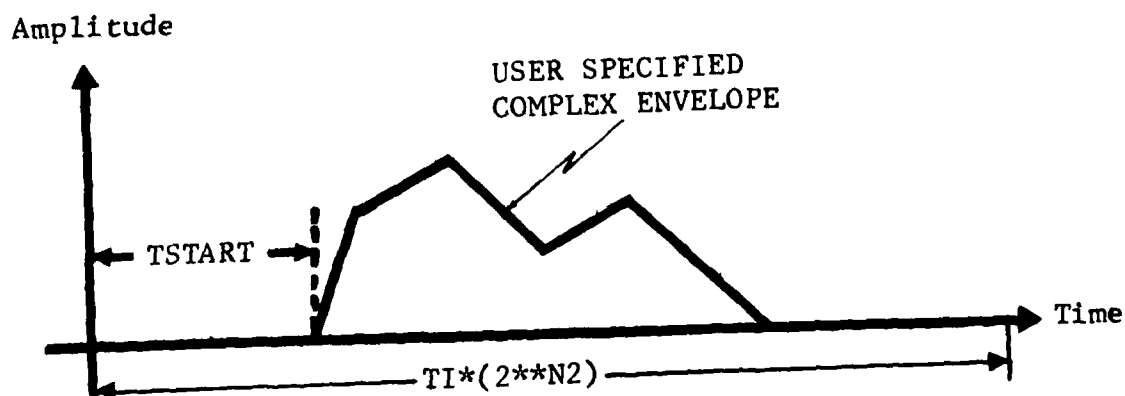 Amplitude
USER SPECIFIED
COMPLEX ENVELOPE
TSTART
Time
TI*(2**N2)